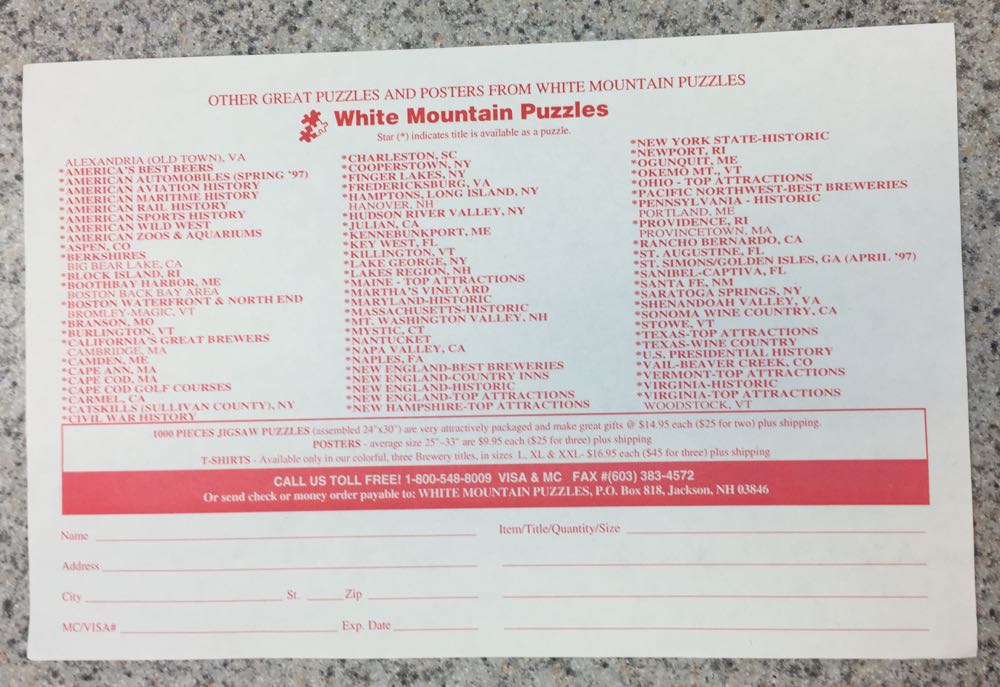 OTHER GREAT PUZZLES AND POSTERS FROM WHITE MOUNTAIN PUZZLES
White Mountain Puzzles
Star (*) indicates title is available as a puzzle.
ALEXANDRIA (OLD TOWN), VA
*AMERICA'S BEST BEERS
*AMERICAN AUTOMOBILES (SPRING '97)
*AMERICAN AVIATION HISTORY
*AMERICAN MARITIME HISTORY
*AMERICAN RAIL HISTORY
*AMERICAN SPORTS HISTORY
*AMERICAN WILD WEST
*AMERICAN ZOOS & AQUARIUMS
*ASPEN, CO
*BERKSHIRES
BIG BEAR LAKE, CA
*BLOCK ISLAND, RI
*BOOTHBAY HARBOR, ME
BOSTON BACK BAY AREA
*BOSTON WATERFRONT & NORTH END
BROMLEY-MAGIC, VT
*BRANSON, MO
*BURLINGTON, VT
*CALIFORNIA'S GREAT BREWERS
CAMBRIDGE, MA
*CAMDEN, ME
*CAPE ANN, MA
*CAPE COD, MA
*CAPE COD GOLF COURSES
*CARMEL, CA
*CATSKILLS (SULLIVAN COUNTY), NY
*CIVIL WAR HISTORY
*CHARLESTON, SC
*COOPERSTOWN, NY
*FINGER LAKES, NY
*FREDERICKSBURG, VA
*HAMPTONS, LONG ISLAND, NY
HANOVER, NH
*HUDSON RIVER VALLEY, NY
*JULIAN, CA
*KENNEBUNKPORT, ME
*KEY WEST, FL
*KILLINGTON, VT
*LAKE GEORGE, NY
*LAKES REGION, NH
*MAINE - TOP ATTRACTIONS
*MARTHA'S VINEYARD
*MARYLAND-HISTORIC
*MASSACHUSETTS-HISTORIC
*MT. WASHINGTON VALLEY, NH
*MYSTIC, CT
*NANTUCKET
*NAPA VALLEY, CA
*NAPLES, FA
*NEW ENGLAND-BEST BREWERIES
*NEW ENGLAND-COUNTRY INNS
*NEW ENGLAND-HISTORIC
*NEW ENGLAND-TOP ATTRACTIONS
*NEW HAMPSHIRE-TOP ATTRACTIONS
*NEW YORK STATE-HISTORIC
*NEWPORT, RI
*OGUNQUIT, ME
*OKEMO MT., VT
*OHIO - TOP ATTRACTIONS
*PACIFIC NORTHWEST-BEST BREWERIES
*PENNSYLVANIA - HISTORIC
PORTLAND, ME
*PROVIDENCE, RI
PROVINCETOWN, MA
*RANCHO BERNARDO, CA
*ST. AUGUSTINE, FL
*ST. SIMONS/GOLDEN ISLES, GA (APRIL '97)
*SANIBEL-CAPTIVA, FL
*SANTA FE, NM
*SARATOGA SPRINGS, NY
*SHENANDOAH VALLEY, VA
*SONOMA WINE COUNTRY, CA
*STOWE, VT
*TEXAS-TOP ATTRACTIONS
*TEXAS-WINE COUNTRY
*U.S. PRESIDENTIAL HISTORY
*VAIL-BEAVER CREEK, CO
*VERMONT-TOP ATTRACTIONS
*VIRGINIA-HISTORIC
*VIRGINIA-TOP ATTRACTIONS
WOODSTOCK, VT
1000 PIECES JIGSAW PUZZLES (assembled 24"x30") are very attractively packaged and make great gifts @ $14.95 each ($25 for two) plus shipping.
POSTERS - average size 25"-33" are $9.95 each ($25 for three) plus shipping
T-SHIRTS - Available only in our colorful, three Brewery titles, in sizes L, XL & XXL- $16.95 each ($45 for three) plus shipping
CALL US TOLL FREE! 1-800-548-8009 VISA & MC FAX #(603) 383-4572
Or send check or money order payable to: WHITE MOUNTAIN PUZZLES, P.O. Box 818, Jackson, NH 03846
Name
Address
City St. Zip
MC/VISA# Exp. Date
Item/Title/Quantity/Size